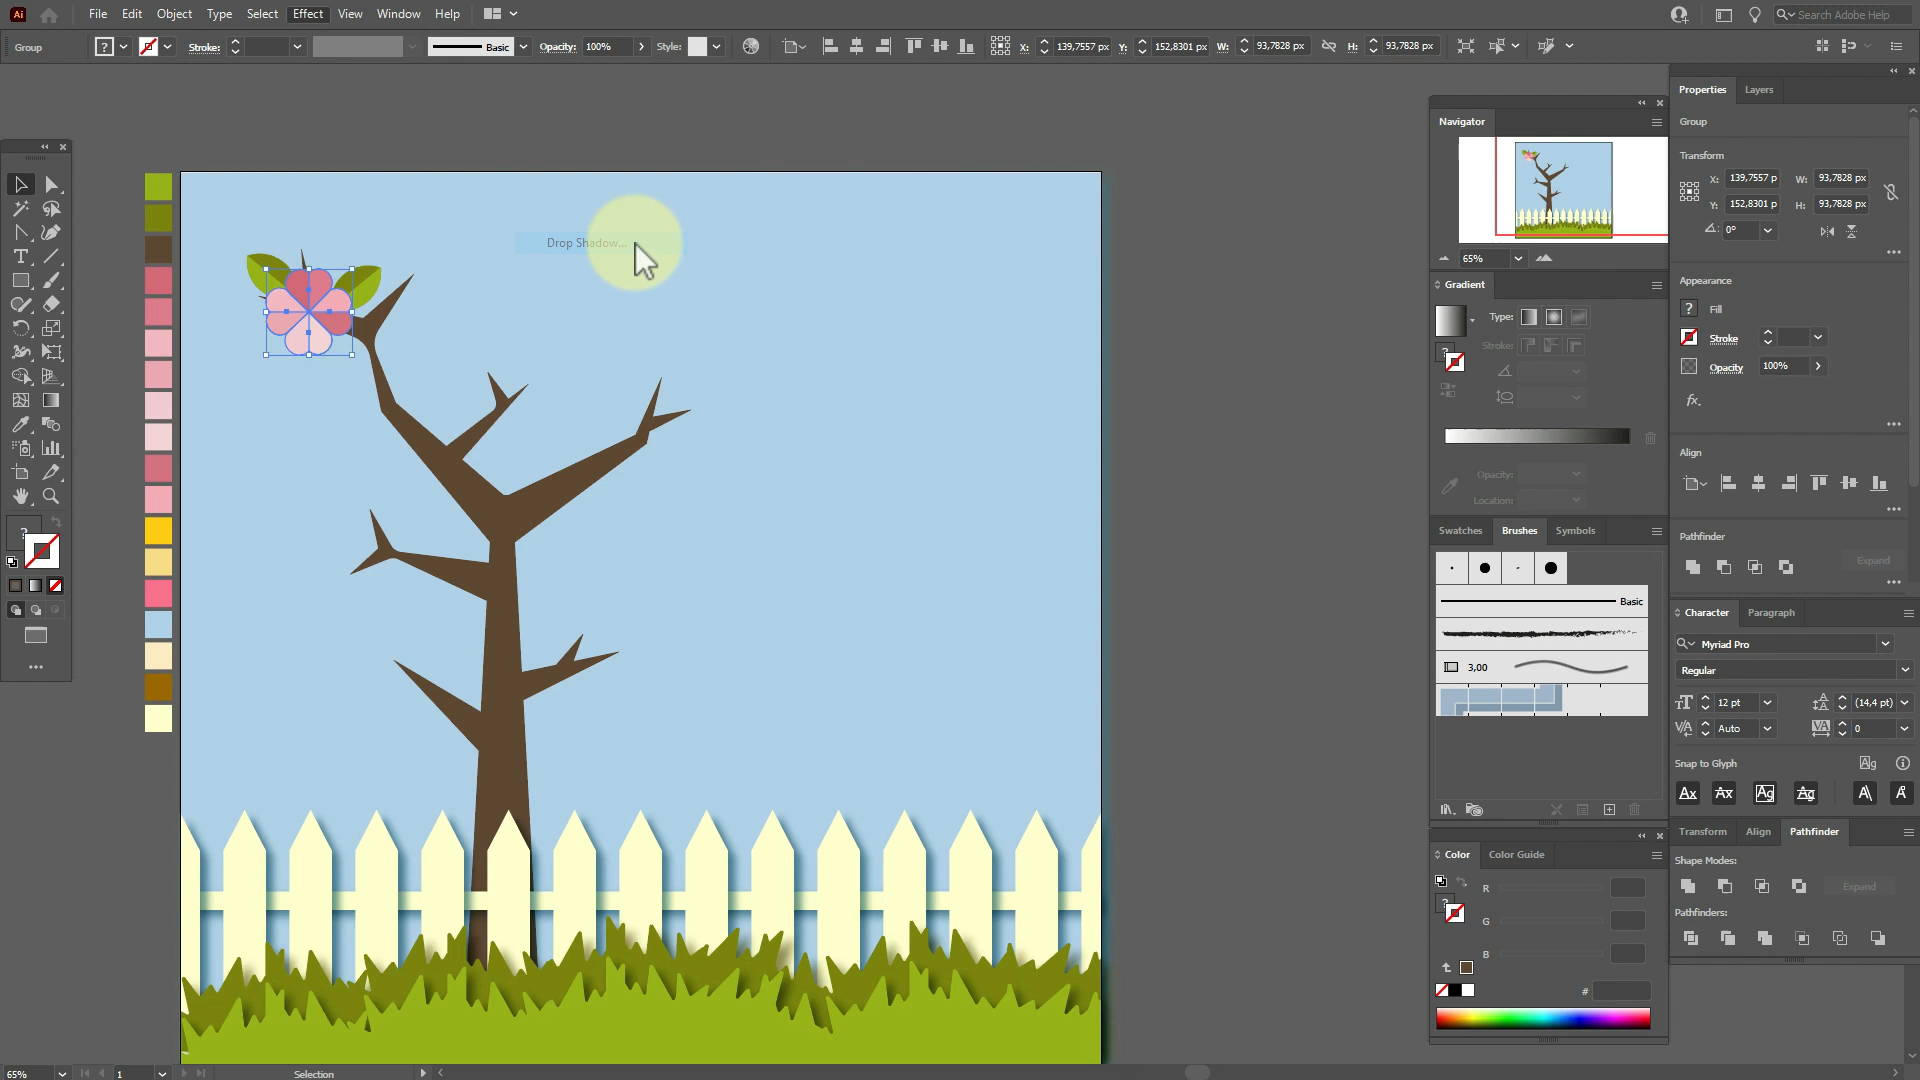 Ai
File Edit Object Type Select Effect View Window Help
Search Adobe Help
Group
Stroke:
Basic
Opacity: 100%
Style:
X: 139,7557 px
Y: 152,8301 px
W: 93,7828 px
H: 93,7828 px
Drop Shadow...
Navigator
65%
Gradient
Type:
Stroke:
Opacity:
Location:
Swatches Brushes Symbols
Basic
3,00
Color Color Guide
R
G
B
#
Properties Layers
Group
Transform
X: 139,7557 p W: 93,7828 px
Y: 152,8301 p H: 93,7828 px
0°
Appearance
? Fill
Stroke
Opacity 100%
fx.
Align
Pathfinder
Expand
Character Paragraph
Myriad Pro
Regular
12 pt (14,4 pt)
Auto 0
Snap to Glyph
Transform Align Pathfinder
Shape Modes:
Expand
Pathfinders:
65% 1 Selection